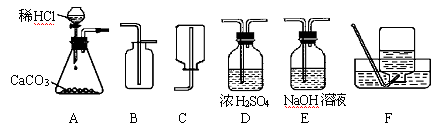 稀HCl
CaCO₃
浓H₂SO₄
NaOH溶液
A B C D E F